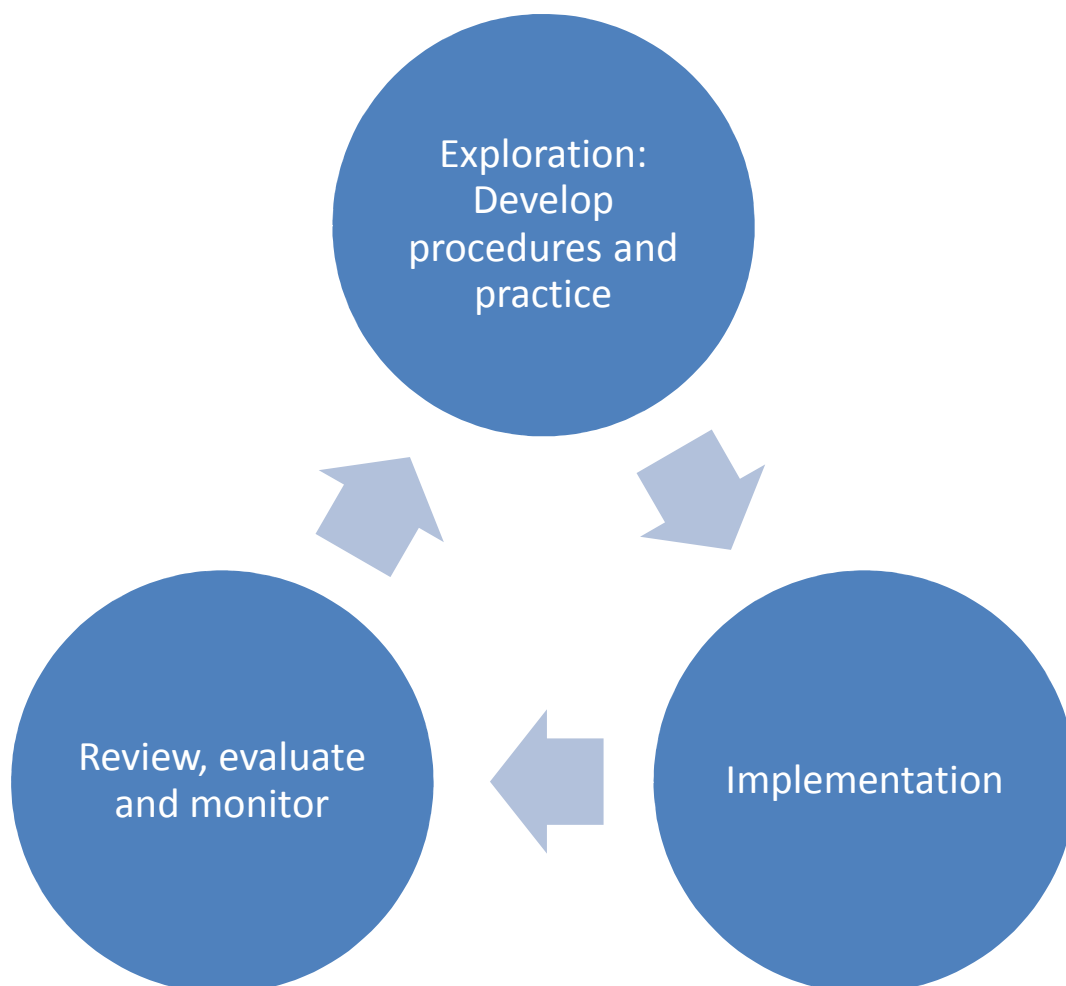 Exploration:
Develop
procedures and
practice
Review, evaluate
and monitor
Implementation